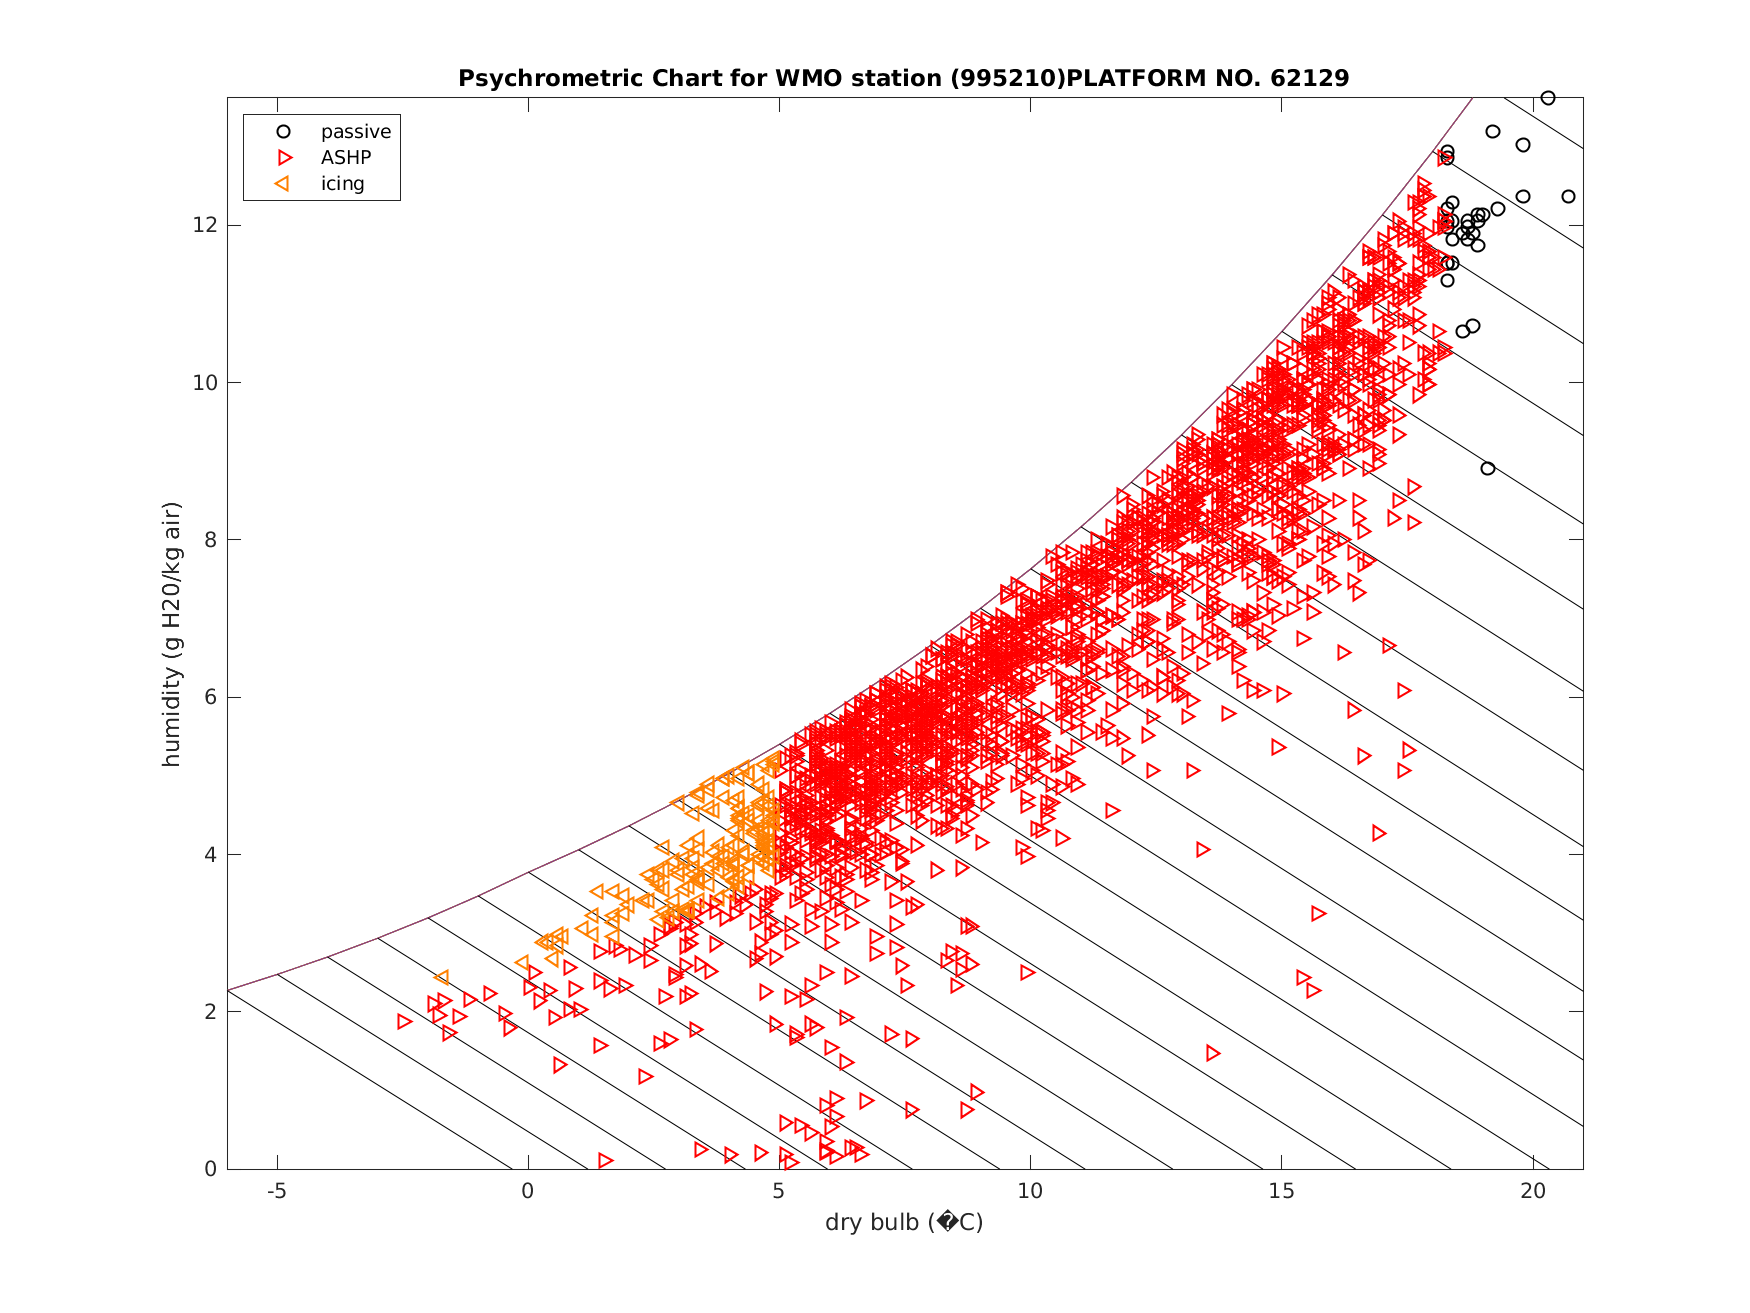 Psychrometric Chart for WMO station (995210)PLATFORM NO. 62129
passive
ASHP
icing
humidity (g H20/kg air)
12
10
8
6
4
2
0
-5 0 5 10 15 20
dry bulb (�C)